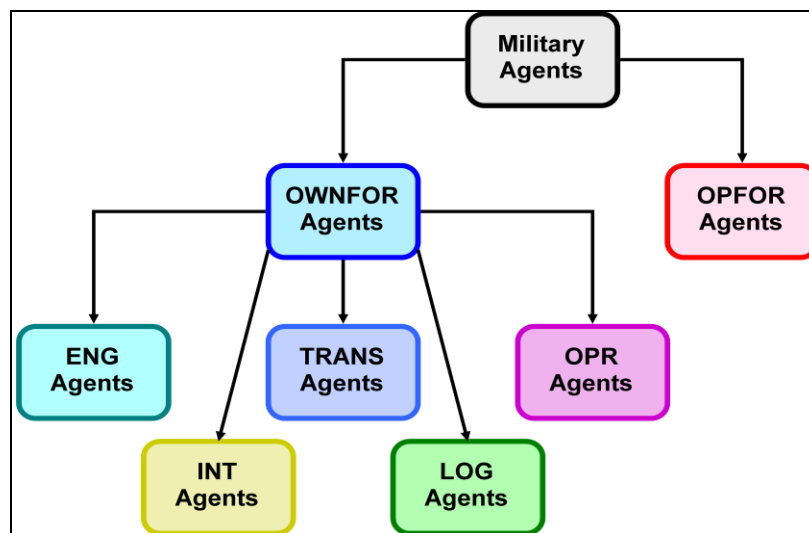 Military
Agents
OWNFOR
Agents
OPFOR
Agents
ENG
Agents
TRANS
Agents
OPR
Agents
INT
Agents
LOG
Agents